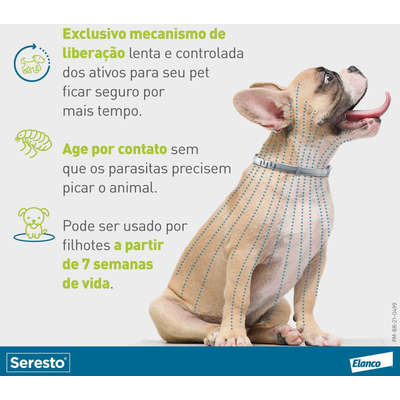 Exclusivo mecanismo de
liberação lenta e controlada
dos ativos para seu pet
ficar seguro por
mais tempo.
Age por contato sem
que os parasitas precisem
picar o animal.
Pode ser usado por
filhotes a partir
de 7 semanas
de vida.
PM-BR-21-0499
Seresto®
Elanco